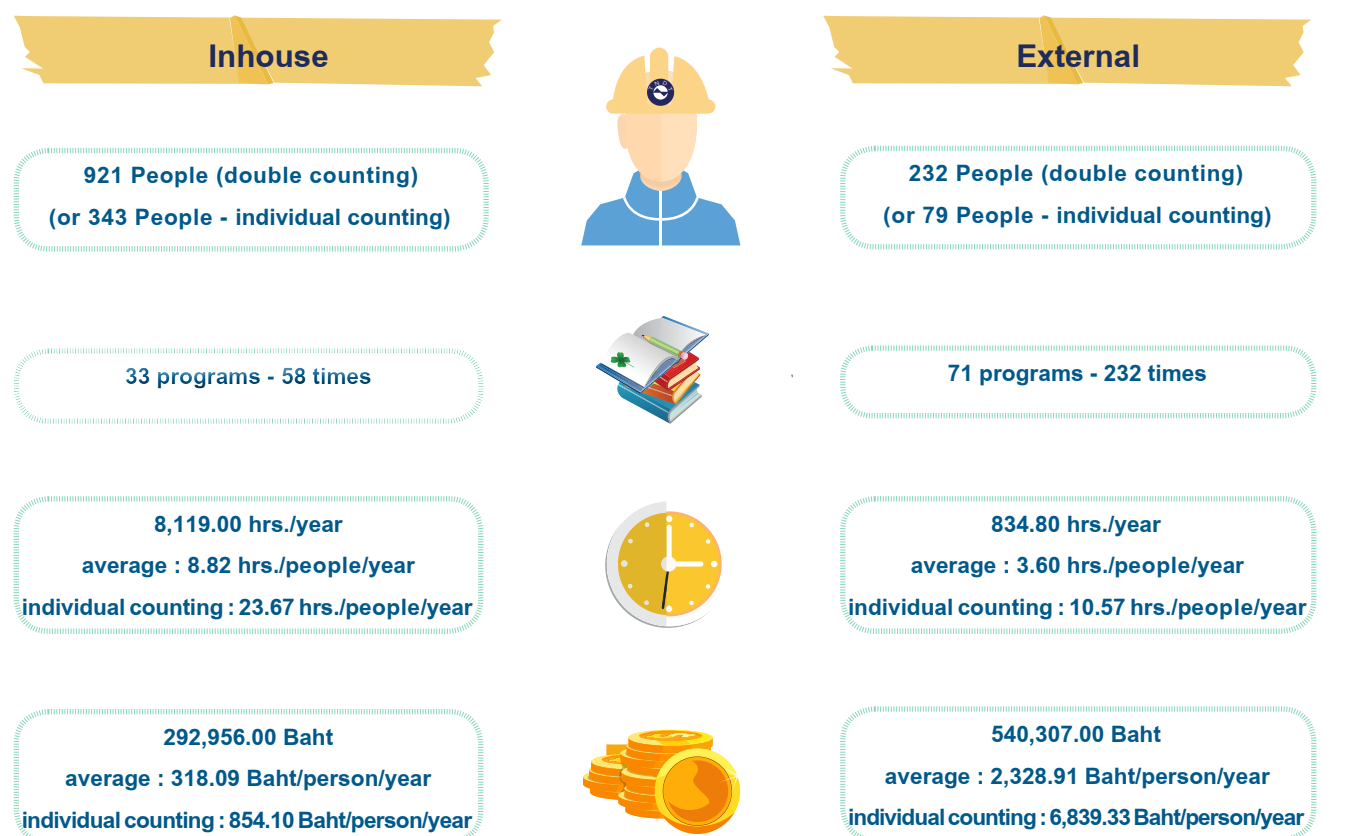 Inhouse
External
921 People (double counting)
(or 343 People - individual counting)
232 People (double counting)
(or 79 People - individual counting)
33 programs - 58 times
71 programs - 232 times
8,119.00 hrs./year
average : 8.82 hrs./people/year
individual counting : 23.67 hrs./people/year
834.80 hrs./year
average : 3.60 hrs./people/year
individual counting : 10.57 hrs./people/year
292,956.00 Baht
average : 318.09 Baht/person/year
individual counting : 854.10 Baht/person/year
540,307.00 Baht
average : 2,328.91 Baht/person/year
individual counting : 6,839.33 Baht/person/year